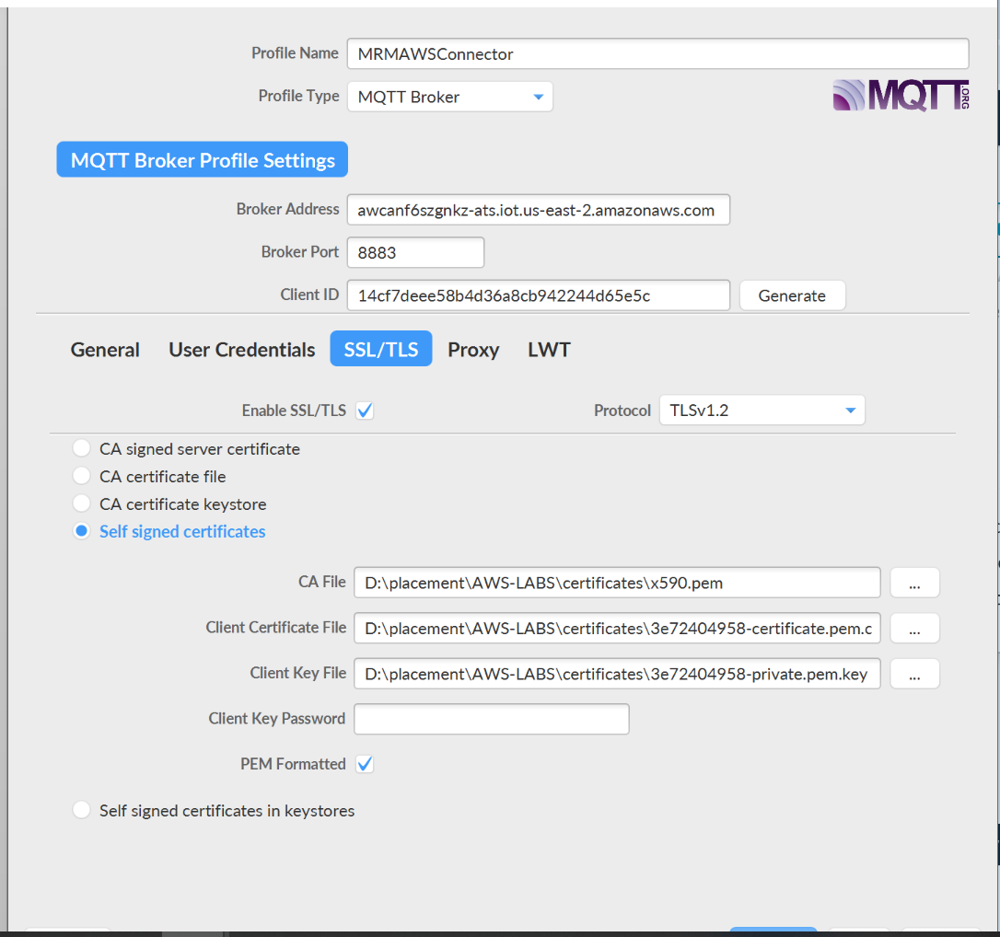 Profile Name MRMAWSConnector
Profile Type MQTT Broker
MQTT.ORG
MQTT Broker Profile Settings
Broker Address awcanf6szgnkz-ats.iot.us-east-2.amazonaws.com
Broker Port 8883
Client ID 14cf7deee58b4d36a8cb942244d65e5c Generate
General User Credentials SSL/TLS Proxy LWT
Enable SSL/TLS Protocol TLSv1.2
CA signed server certificate
CA certificate file
CA certificate keystore
Self signed certificates
CA File D:\placement\AWS-LABS\certificates\x590.pem ...
Client Certificate File D:\placement\AWS-LABS\certificates\3e72404958-certificate.pem.c ...
Client Key File D:\placement\AWS-LABS\certificates\3e72404958-private.pem.key ...
Client Key Password
PEM Formatted
Self signed certificates in keystores